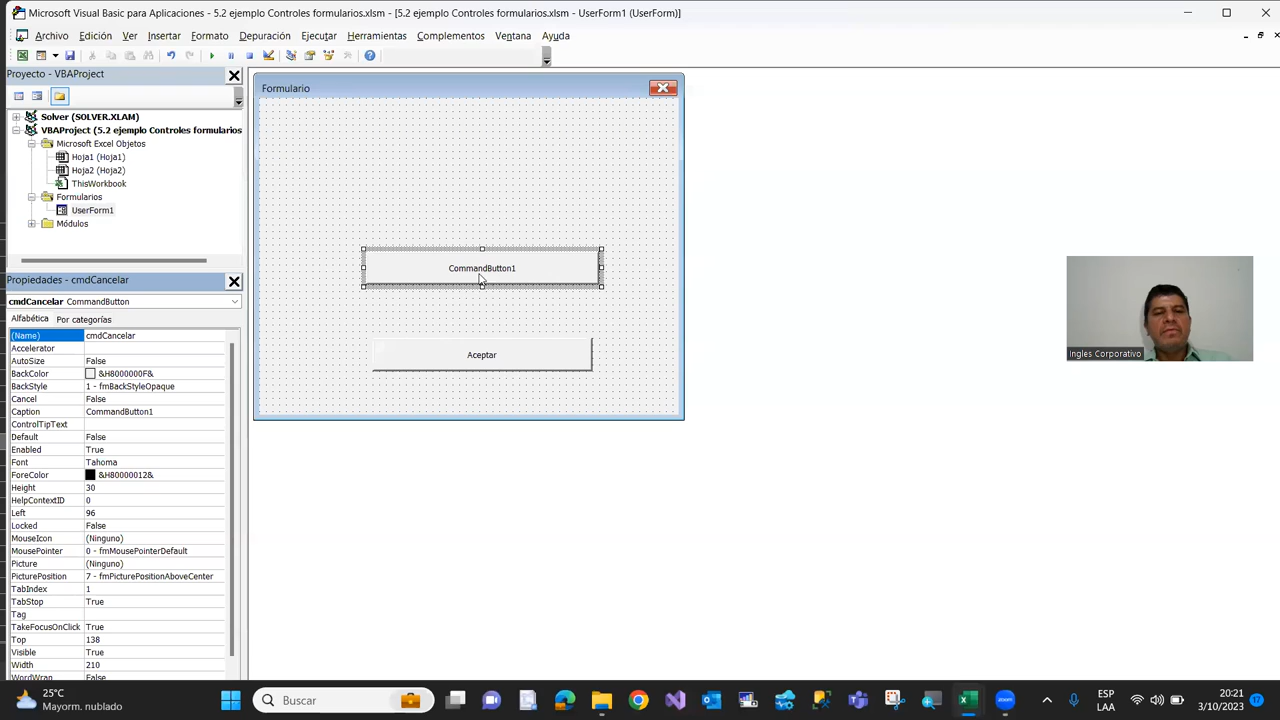 Microsoft Visual Basic para Aplicaciones - 5.2 ejemplo Controles formularios.xlsm - [5.2 ejemplo Controles formularios.xlsm - UserForm1 (UserForm)]
Archivo Edición Ver Insertar Formato Depuración Ejecutar Herramientas Complementos Ventana Ayuda
Proyecto - VBAProject
Solver (SOLVER.XLAM)
VBAProject (5.2 ejemplo Controles formularios
Microsoft Excel Objetos
Hoja1 (Hoja1)
Hoja2 (Hoja2)
ThisWorkbook
Formularios
UserForm1
Módulos
Propiedades - cmdCancelar
cmdCancelar CommandButton
Alfabética Por categorías
(Name) cmdCancelar
Accelerator
AutoSize False
BackColor &H8000000F&
BackStyle 1 - fmBackStyleOpaque
Cancel False
Caption CommandButton1
ControlTipText
Default False
Enabled True
Font Tahoma
ForeColor &H80000012&
Height 30
HelpContextID 0
Left 96
Locked False
MouseIcon (Ninguno)
MousePointer 0 - fmMousePointerDefault
Picture (Ninguno)
PicturePosition 7 - fmPicturePositionAboveCenter
TabIndex 1
TabStop True
Tag
TakeFocusOnClick True
Top 138
Visible True
Width 210
WordWrap False
Formulario
CommandButton1
Aceptar
Ingles Corporativo
25°C
Mayorm. nublado
Buscar
ESP
LAA
20:21
3/10/2023